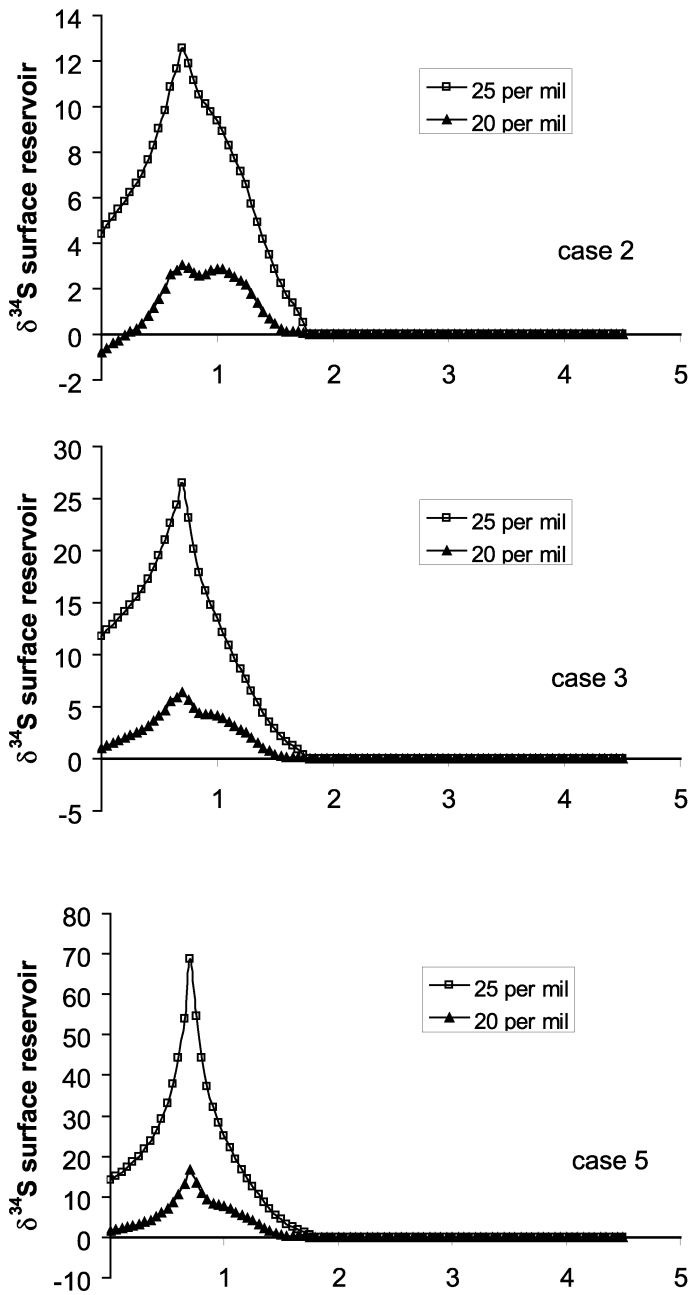 14
12
10
8
6
4
2
0
-2
δ34S surface reservoir
25 per mil
20 per mil
case 2
1 2 3 4 5
30
25
20
15
10
5
0
-5
δ34S surface reservoir
25 per mil
20 per mil
case 3
1 2 3 4 5
80
70
60
50
40
30
20
10
0
-10
δ34S surface reservoir
25 per mil
20 per mil
case 5
1 2 3 4 5